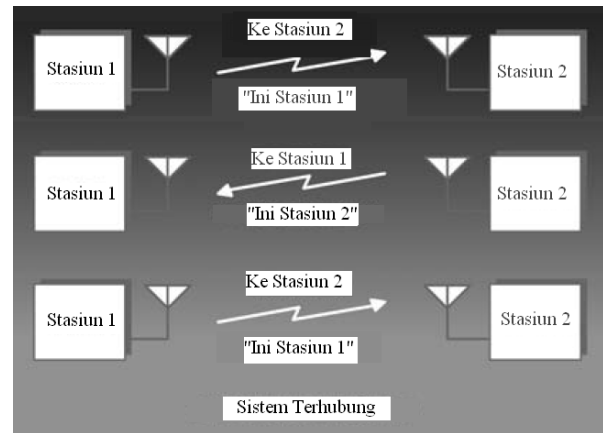 Ke Stasiun 2
Stasiun 1
Stasiun 2
"Ini Stasiun 1"
Ke Stasiun 1
Stasiun 1
Stasiun 2
"Ini Stasiun 2"
Ke Stasiun 2
Stasiun 1
Stasiun 2
"Ini Stasiun 1"
Sistem Terhubung